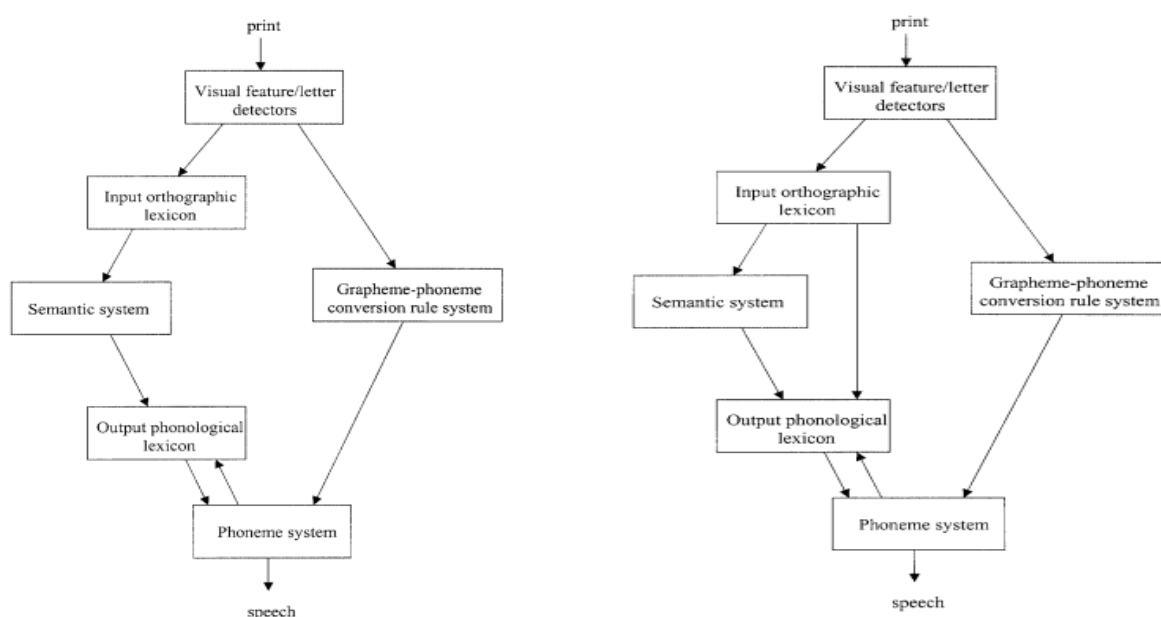 print
Visual feature/letter
detectors
Input orthographic
lexicon
Semantic system
Grapheme-phoneme
conversion rule system
Output phonological
lexicon
Phoneme system
speech
print
Visual feature/letter
detectors
Input orthographic
lexicon
Semantic system
Grapheme-phoneme
conversion rule system
Output phonological
lexicon
Phoneme system
speech